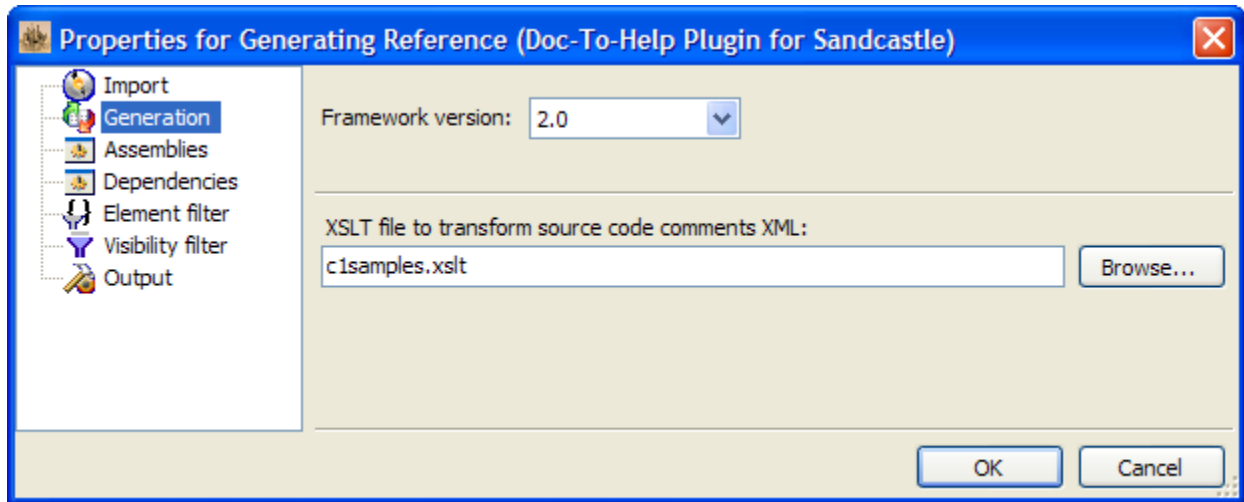 Properties for Generating Reference (Doc-To-Help Plugin for Sandcastle)
Import
Generation
Assemblies
Dependencies
Element filter
Visibility filter
Output
Framework version: 2.0
XSLT file to transform source code comments XML:
c1samples.xslt Browse...
OK Cancel